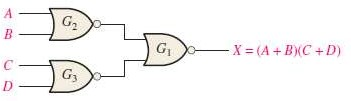 A
B
G₂
G₁
X = (A + B)(C + D)
C
D
G₃